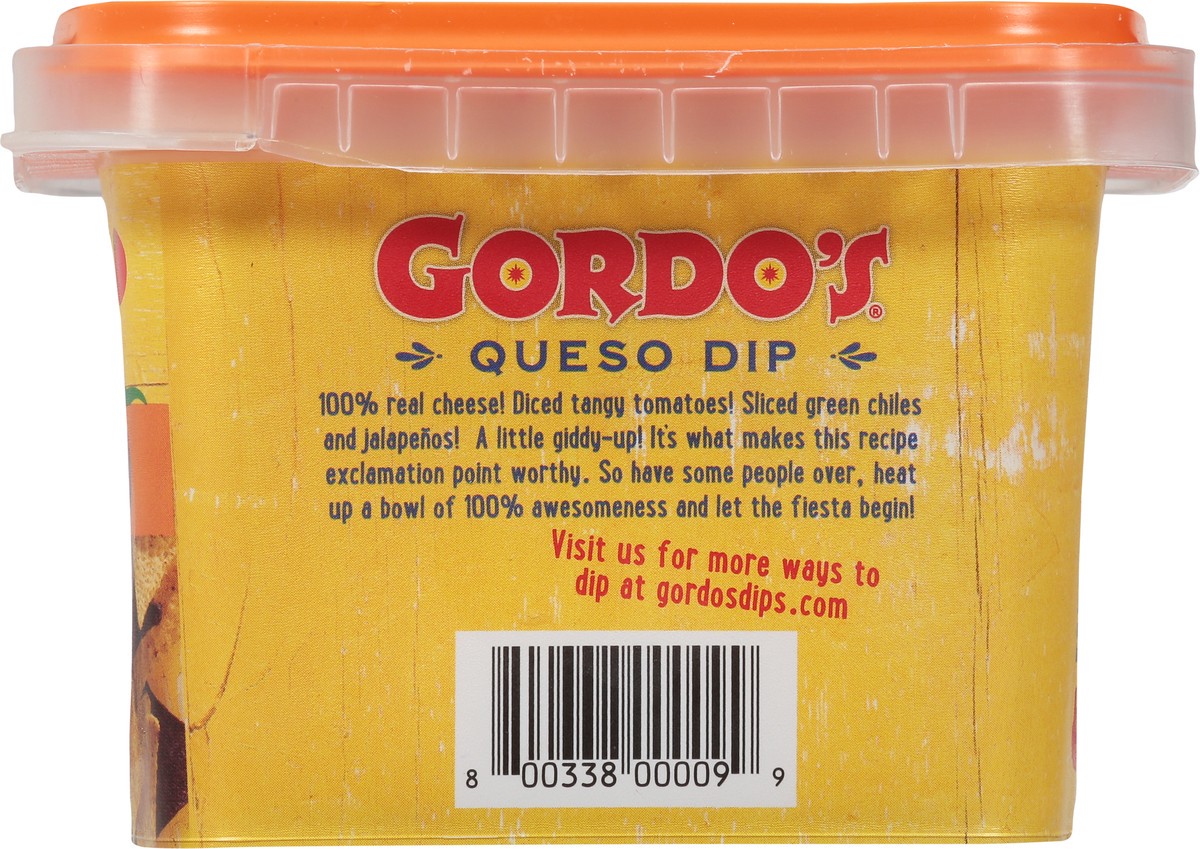 GORDO'S®
QUESO DIP
100% real cheese! Diced tangy tomatoes! Sliced green chiles
and jalapeños! A little giddy-up! It's what makes this recipe
exclamation point worthy. So have some people over, heat
up a bowl of 100% awesomeness and let the fiesta begin!
Visit us for more ways to
dip at gordosdips.com
8 00338 00009 9